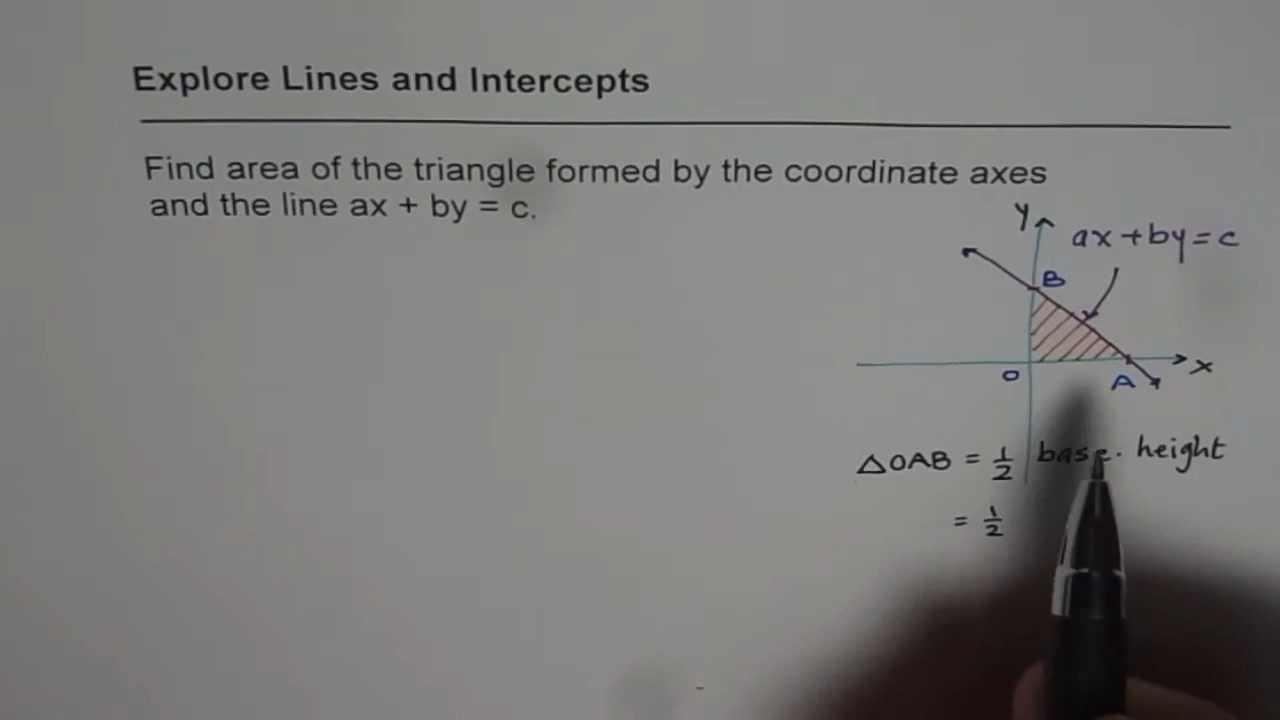 Explore Lines and Intercepts
Find area of the triangle formed by the coordinate axes
and the line ax + by = c.
y
ax+by=c
B
O
A
x
△OAB = 1/2 base. height
= 1/2